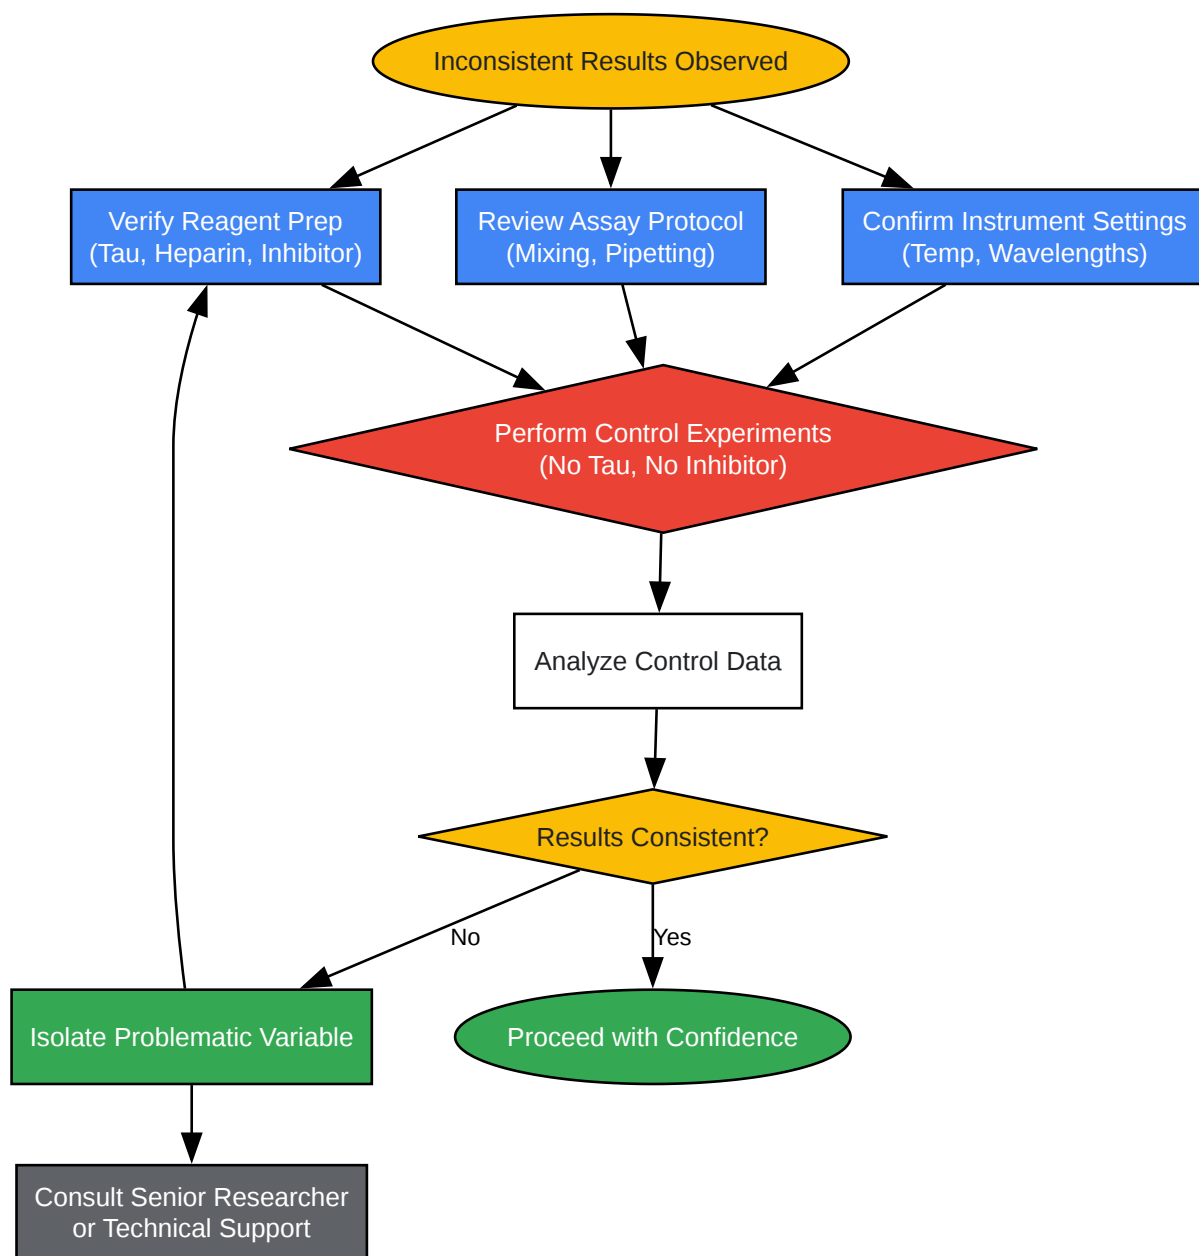 Inconsistent Results Observed
Verify Reagent Prep
(Tau, Heparin, Inhibitor)
Review Assay Protocol
(Mixing, Pipetting)
Confirm Instrument Settings
(Temp, Wavelengths)
Perform Control Experiments
(No Tau, No Inhibitor)
Analyze Control Data
Results Consistent?
No
Yes
Isolate Problematic Variable
Proceed with Confidence
Consult Senior Researcher
or Technical Support